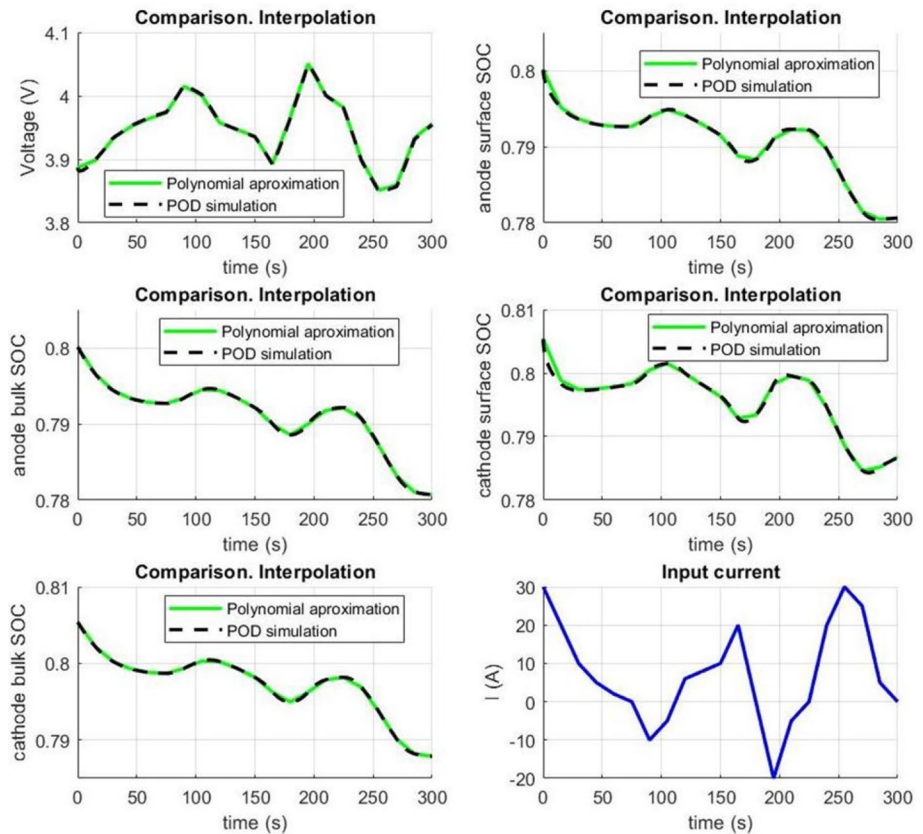 Comparison. Interpolation
Voltage (V)
4.1
4
3.9
3.8
Polynomial aproximation
POD simulation
0 50 100 150 200 250 300
time (s)
Comparison. Interpolation
anode surface SOC
0.8
0.79
0.78
Polynomial aproximation
POD simulation
0 50 100 150 200 250 300
time (s)
Comparison. Interpolation
anode bulk SOC
0.8
0.79
0.78
Polynomial aproximation
POD simulation
0 50 100 150 200 250 300
time (s)
Comparison. Interpolation
cathode surface SOC
0.81
0.8
0.79
0.78
Polynomial aproximation
POD simulation
0 50 100 150 200 250 300
time (s)
Comparison. Interpolation
cathode bulk SOC
0.81
0.8
0.79
Polynomial aproximation
POD simulation
0 50 100 150 200 250 300
time (s)
Input current
I (A)
30
20
10
0
-10
-20
0 50 100 150 200 250 300
time (s)